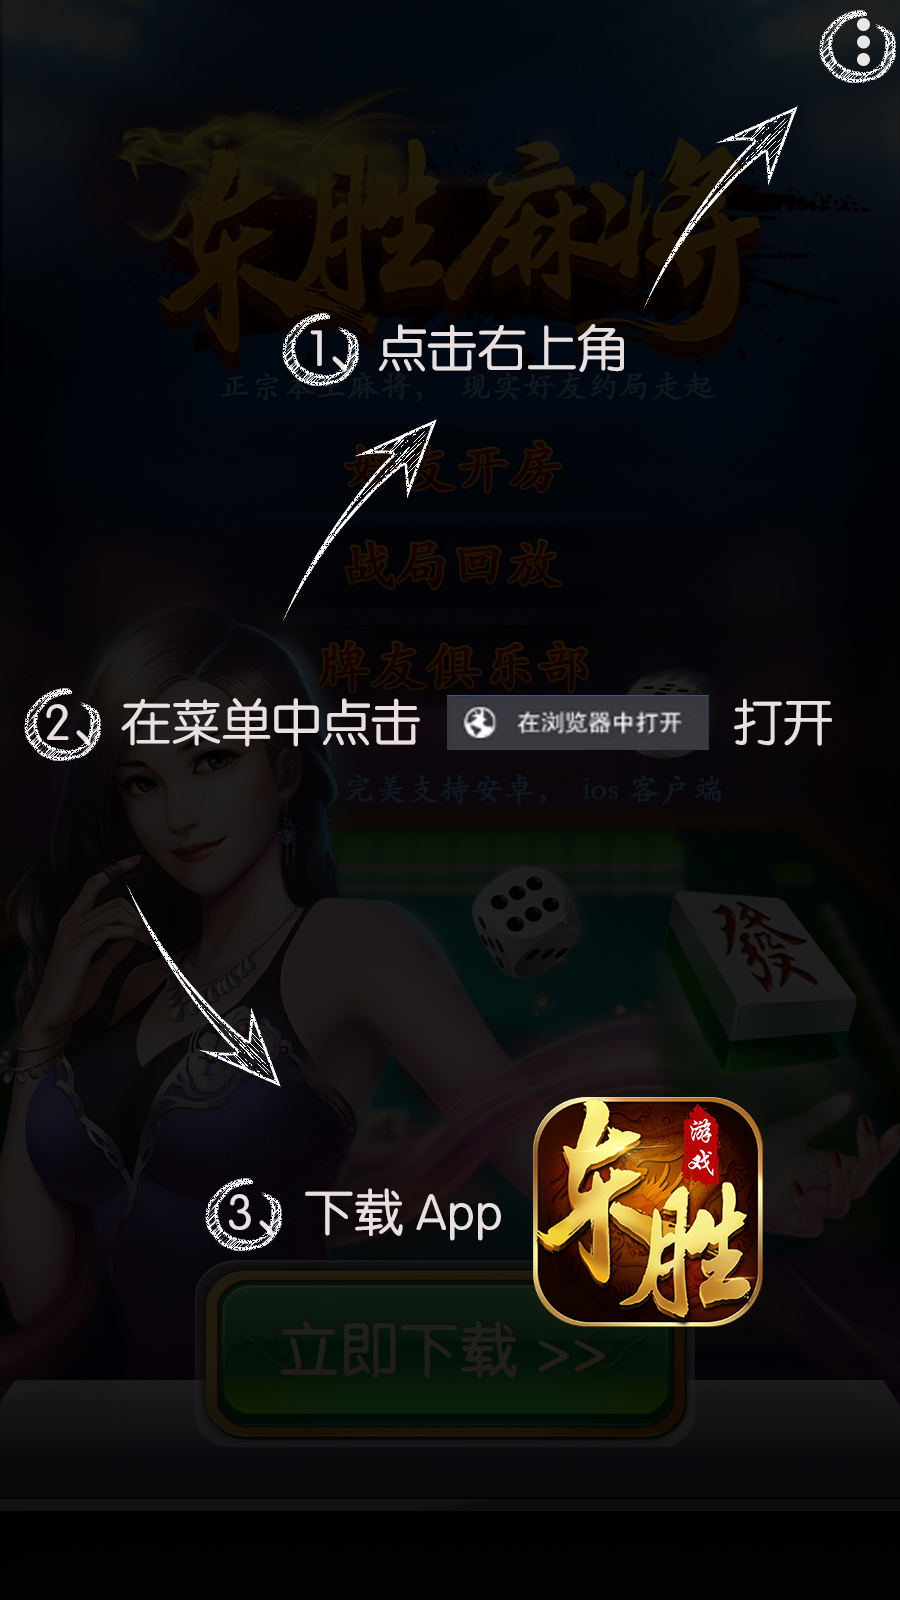 东胜麻将
1、点击右上角
正宗本土麻将， 现实好友约局走起
好友开房
战局回放
牌友俱乐部
2、在菜单中点击 在浏览器中打开 打开
完美支持安卓， ios 客户端
發
3、下载 App
东胜
游戏
立即下载 >>